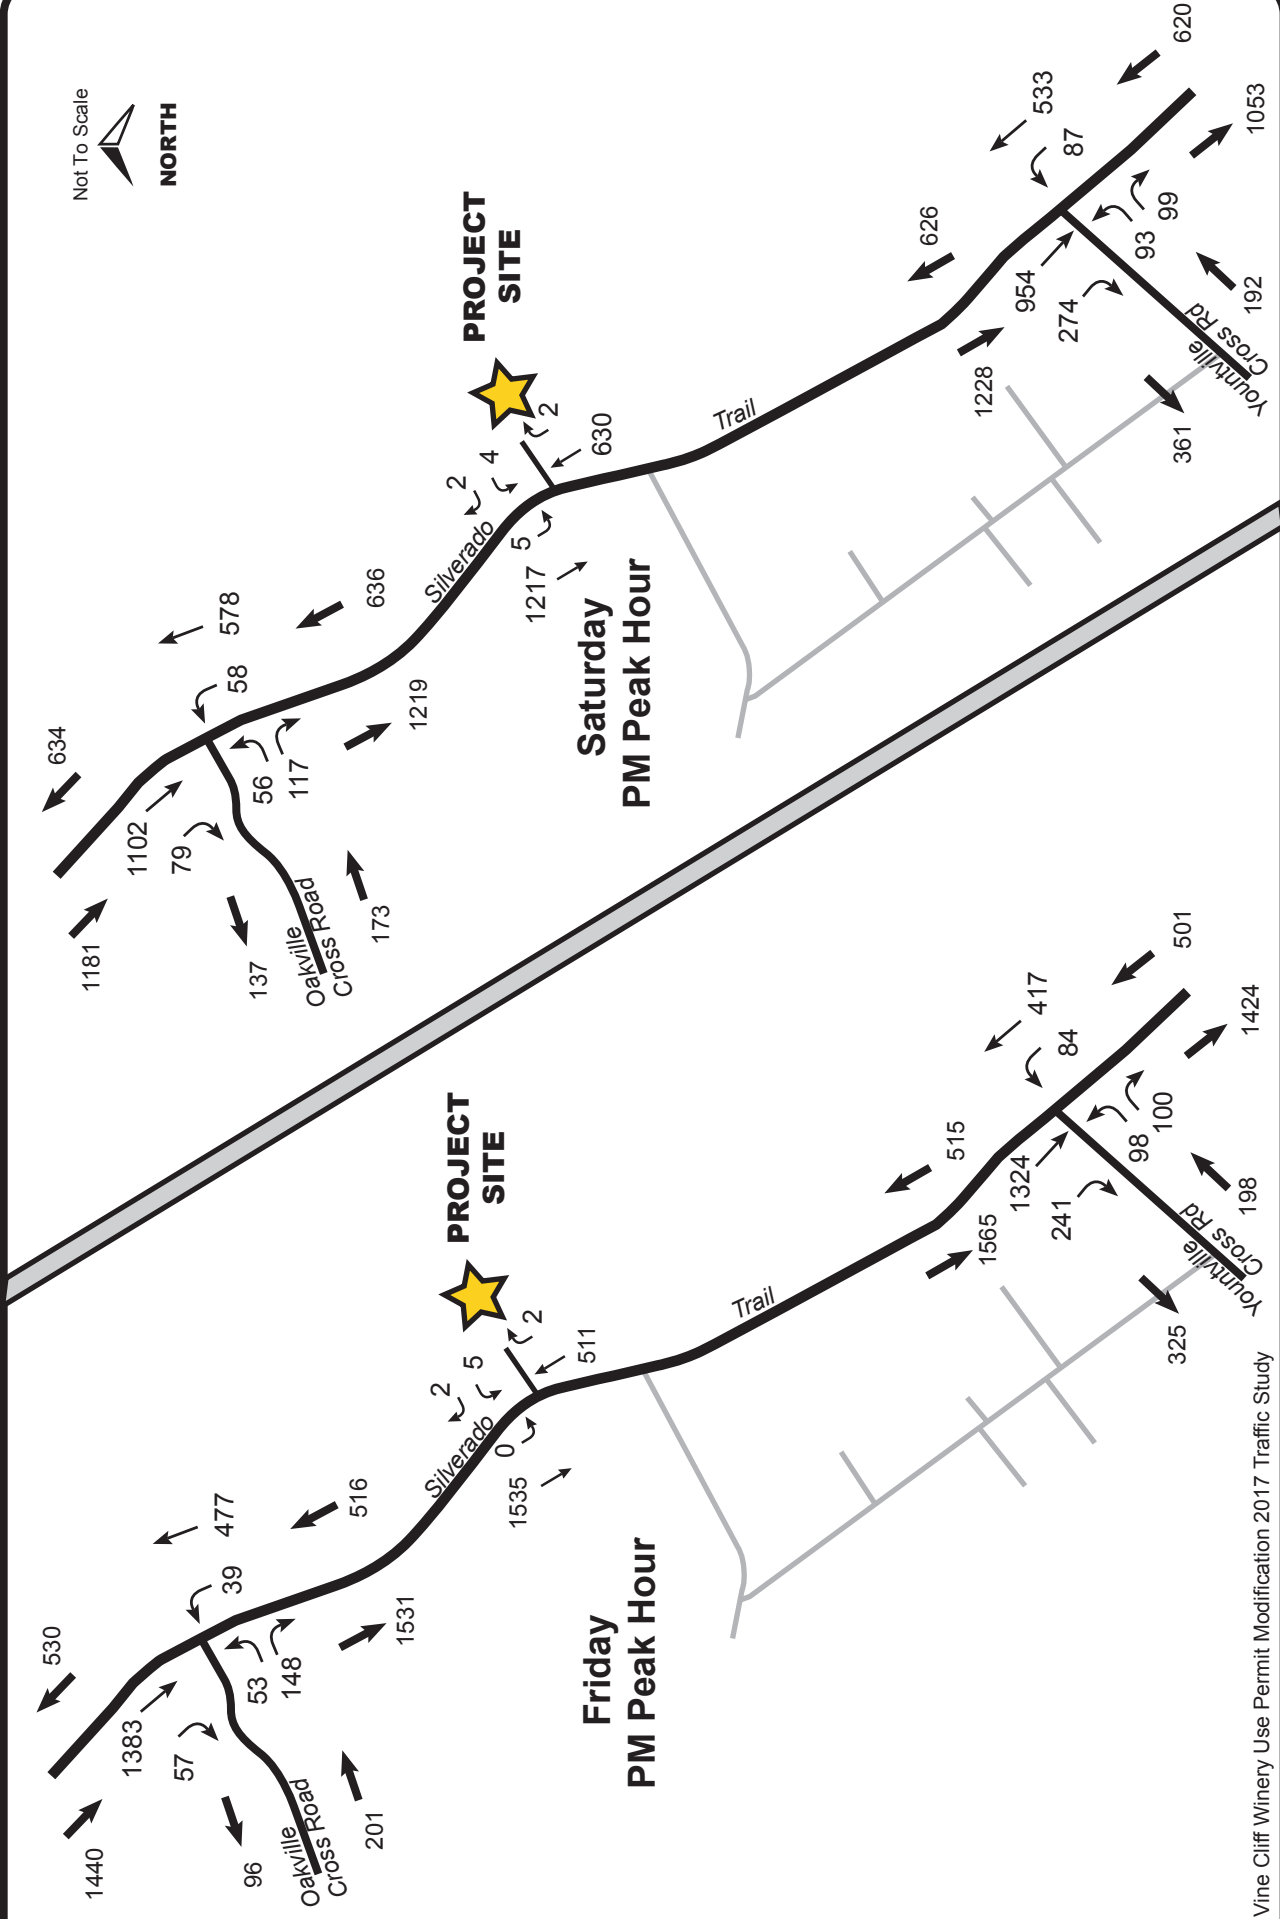 Not To Scale
NORTH
620
533
1053
87
99
626
93
PROJECT
SITE
954
192
274
Yountville
Cross Rd
1228
2
Trail
361
630
4
2
5
Silverado
1217
636
578
Saturday
PM Peak Hour
58
1219
634
56
117
1102
79
173
137
Oakville
Cross Road
1181
501
417
1424
84
100
515
98
PROJECT
SITE
1324
198
241
Yountville
Cross Rd
1565
2
Trail
325
511
5
2
0
Silverado
1535
516
477
Friday
PM Peak Hour
39
1531
530
53
148
1383
57
201
96
Oakville
Cross Road
1440
Vine Cliff Winery Use Permit Modification 2017 Traffic Study